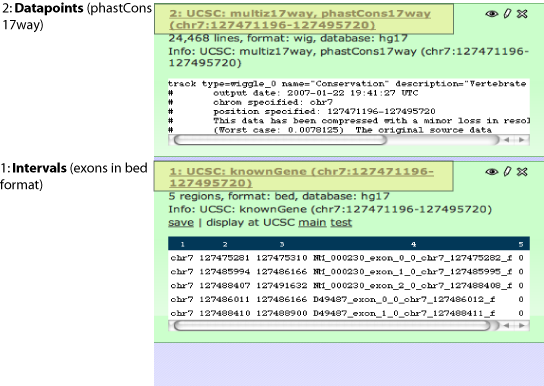 2: Datapoints (phastCons
17way)
2: UCSC: multiz17way, phastCons17way
(chr7:127471196-127495720)
24,468 lines, format: wig, database: hg17
Info: UCSC: multiz17way, phastCons17way (chr7:127471196-
127495720)
track type=wiggle_0 name="Conservation" description="Vertebrate
# output date: 2007-01-22 19:41:27 UTC
# chrom specified: chr7
# position specified: 127471196-127495720
# This data has been compressed with a minor loss in resol
# (Worst case: 0.0078125) The original source data
1: Intervals (exons in bed
format)
1: UCSC: knownGene (chr7:127471196-
127495720)
5 regions, format: bed, database: hg17
Info: UCSC: knownGene (chr7:127471196-127495720)
save | display at UCSC main test
1 2 3 4 5
chr7 127475281 127475310 NM_000230_exon_0_0_chr7_127475282_f 0
chr7 127485994 127486166 NM_000230_exon_1_0_chr7_127485995_f 0
chr7 127488407 127491632 NM_000230_exon_2_0_chr7_127488408_f 0
chr7 127486011 127486166 D49487_exon_0_0_chr7_127486012_f 0
chr7 127488410 127488900 D49487_exon_1_0_chr7_127488411_f 0